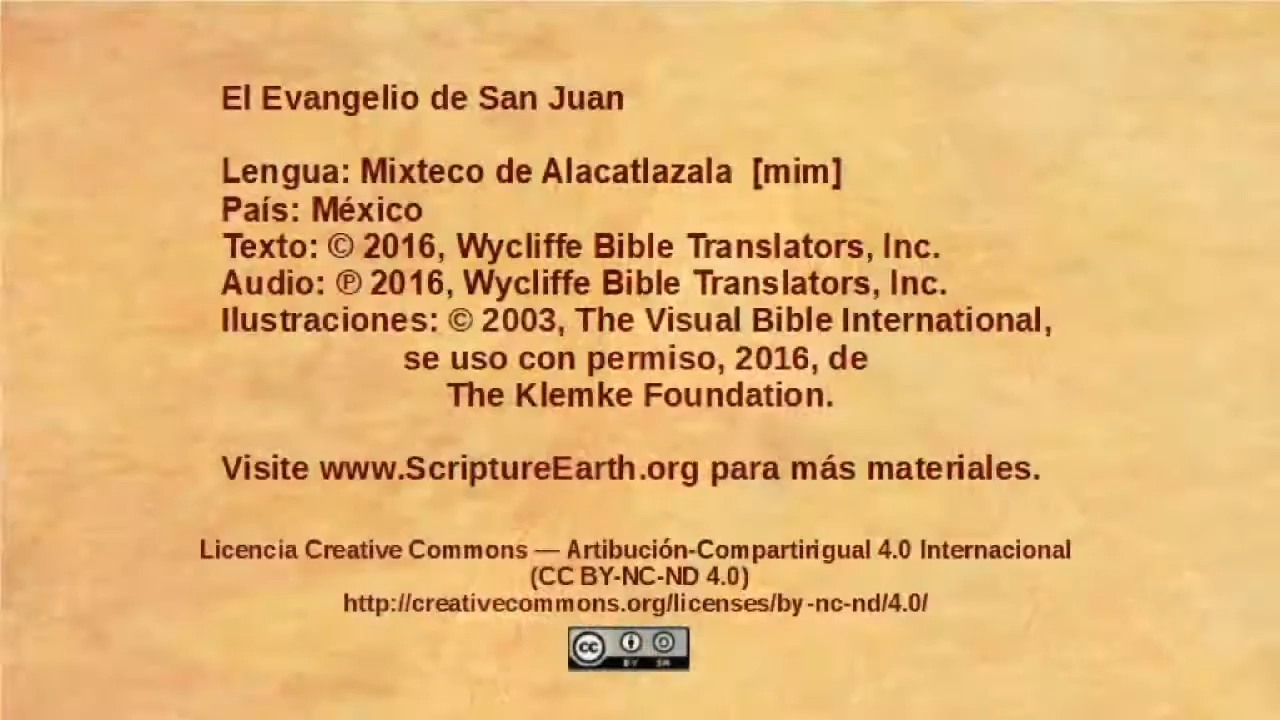 El Evangelio de San Juan
Lengua: Mixteco de Alacatlazala [mim]
País: México
Texto: © 2016, Wycliffe Bible Translators, Inc.
Audio: ℗ 2016, Wycliffe Bible Translators, Inc.
Ilustraciones: © 2003, The Visual Bible International,
se uso con permiso, 2016, de
The Klemke Foundation.
Visite www.ScriptureEarth.org para más materiales.
Licencia Creative Commons — Artibución-Compartirigual 4.0 Internacional
(CC BY-NC-ND 4.0)
http://creativecommons.org/licenses/by-nc-nd/4.0/
cc
BY SA